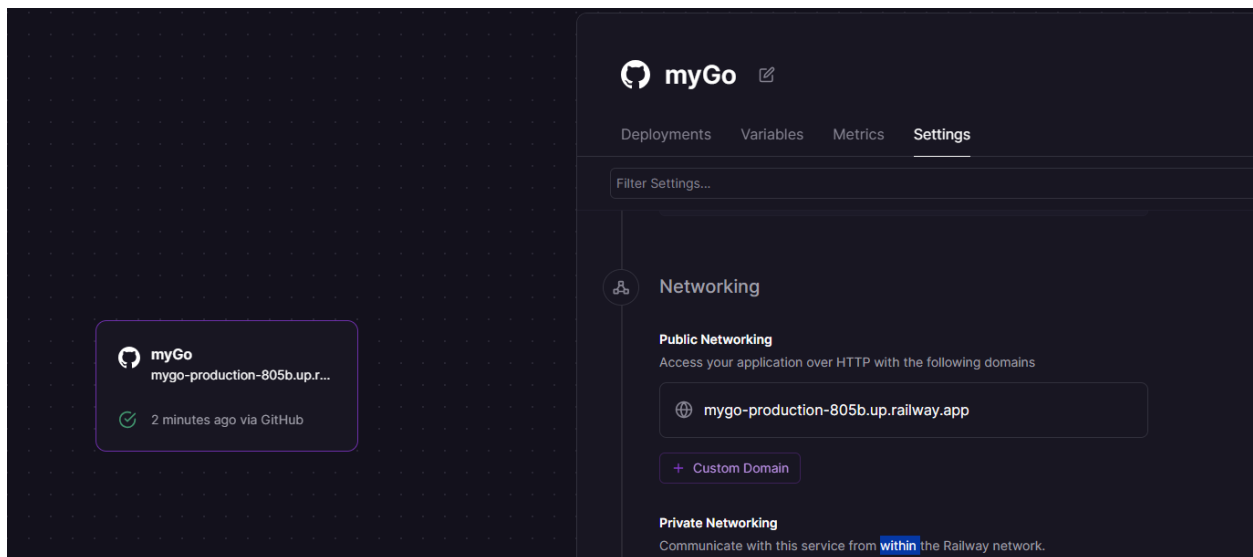 myGo
Deployments Variables Metrics Settings
Filter Settings...
Networking
Public Networking
Access your application over HTTP with the following domains
mygo-production-805b.up.railway.app
+ Custom Domain
Private Networking
Communicate with this service from within the Railway network.
myGo
mygo-production-805b.up.r...
2 minutes ago via GitHub